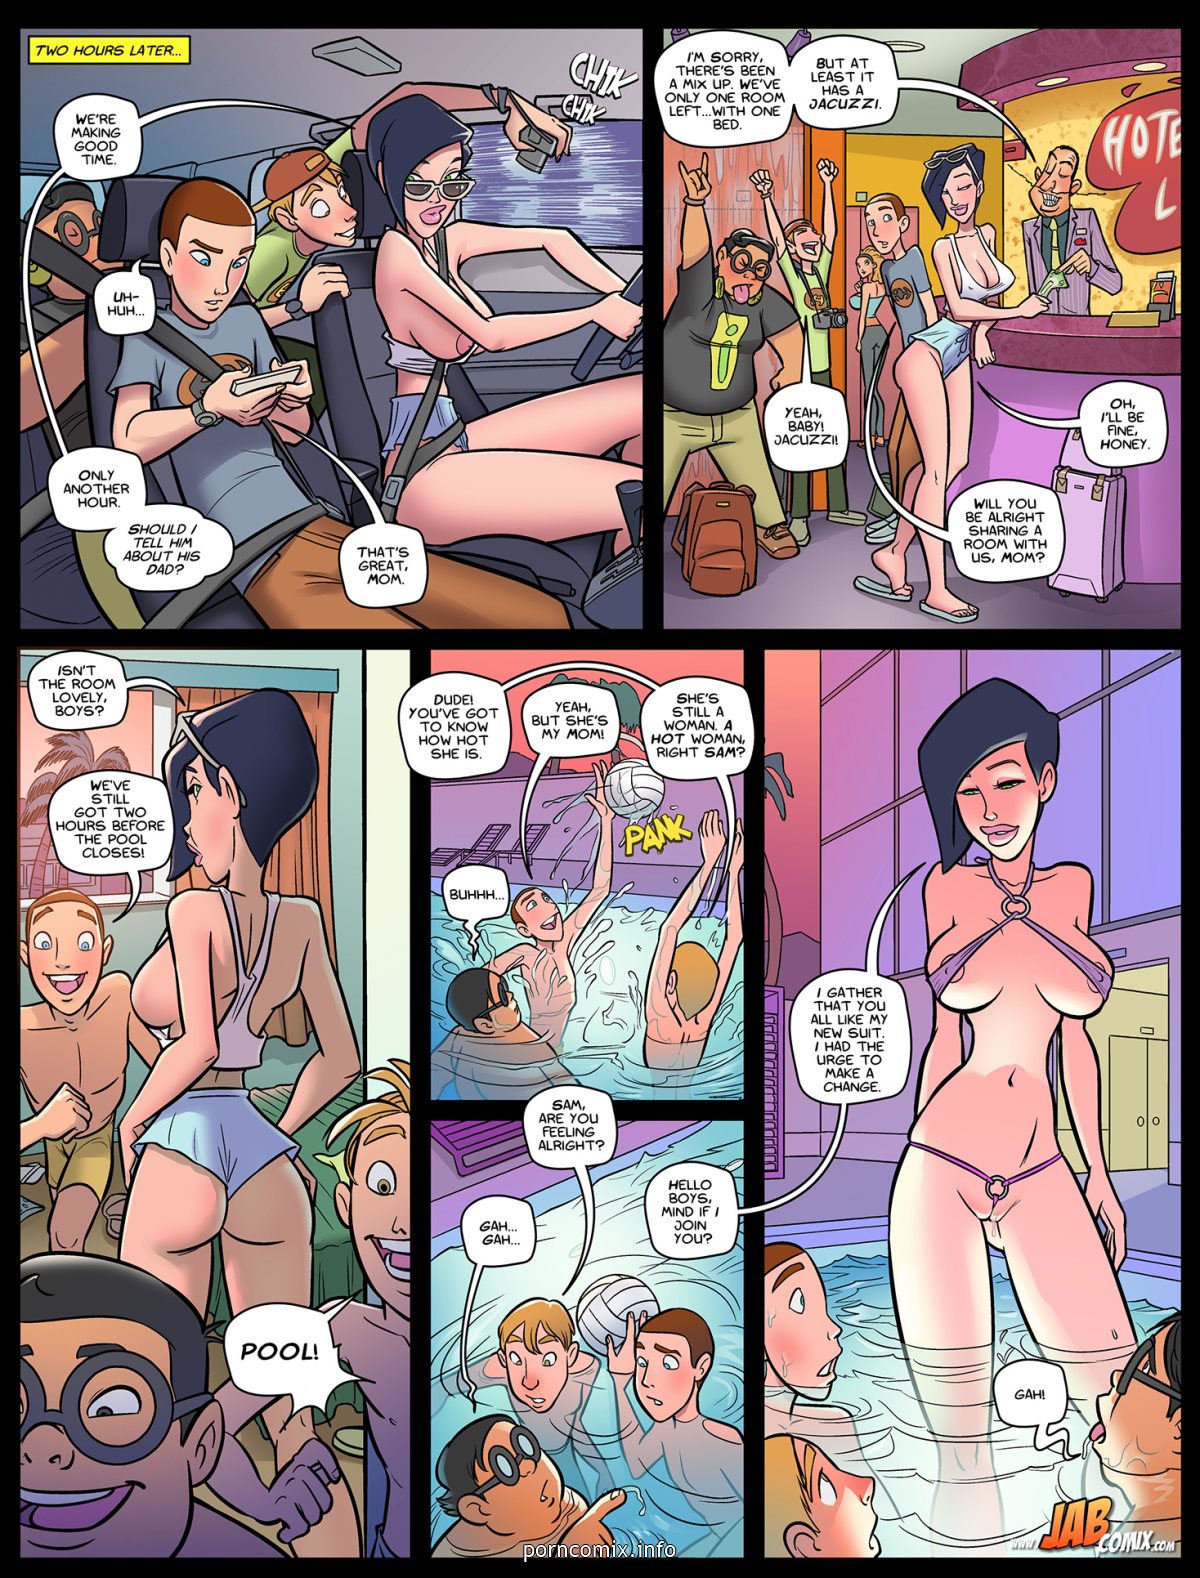 TWO HOURS LATER...
CHIK
CHIK
WE'RE
MAKING
GOOD
TIME.
UH-
HUH...
ONLY
ANOTHER
HOUR.
SHOULD I
TELL HIM
ABOUT HIS
DAD?
THAT'S
GREAT,
MOM.
I'M SORRY,
THERE'S BEEN
A MIX UP. WE'VE
ONLY ONE ROOM
LEFT...WITH ONE
BED.
BUT AT
LEAST IT
HAS A
JACUZZI.
HOTE
L
YEAH,
BABY!
JACUZZI!
WILL YOU
BE ALRIGHT
SHARING A
ROOM WITH
US, MOM?
OH,
I'LL BE
FINE,
HONEY.
ISN'T
THE ROOM
LOVELY,
BOYS?
WE'VE
STILL
GOT TWO
HOURS BEFORE
THE POOL
CLOSES!
POOL!
DUDE!
YOU'VE GOT
TO KNOW
HOW HOT
SHE IS.
YEAH,
BUT SHE'S
MY MOM!
SHE'S
STILL A
WOMAN. A
HOT WOMAN,
RIGHT SAM?
PANK
BUHHH...
SAM,
ARE YOU
FEELING
ALRIGHT?
GAH...
GAH...
HELLO
BOYS,
MIND IF I
JOIN
YOU?
I GATHER
THAT YOU
ALL LIKE MY
NEW SUIT.
I HAD THE
URGE TO
MAKE A
CHANGE.
GAH!
www.JABCOMIX.com
porncomix.info